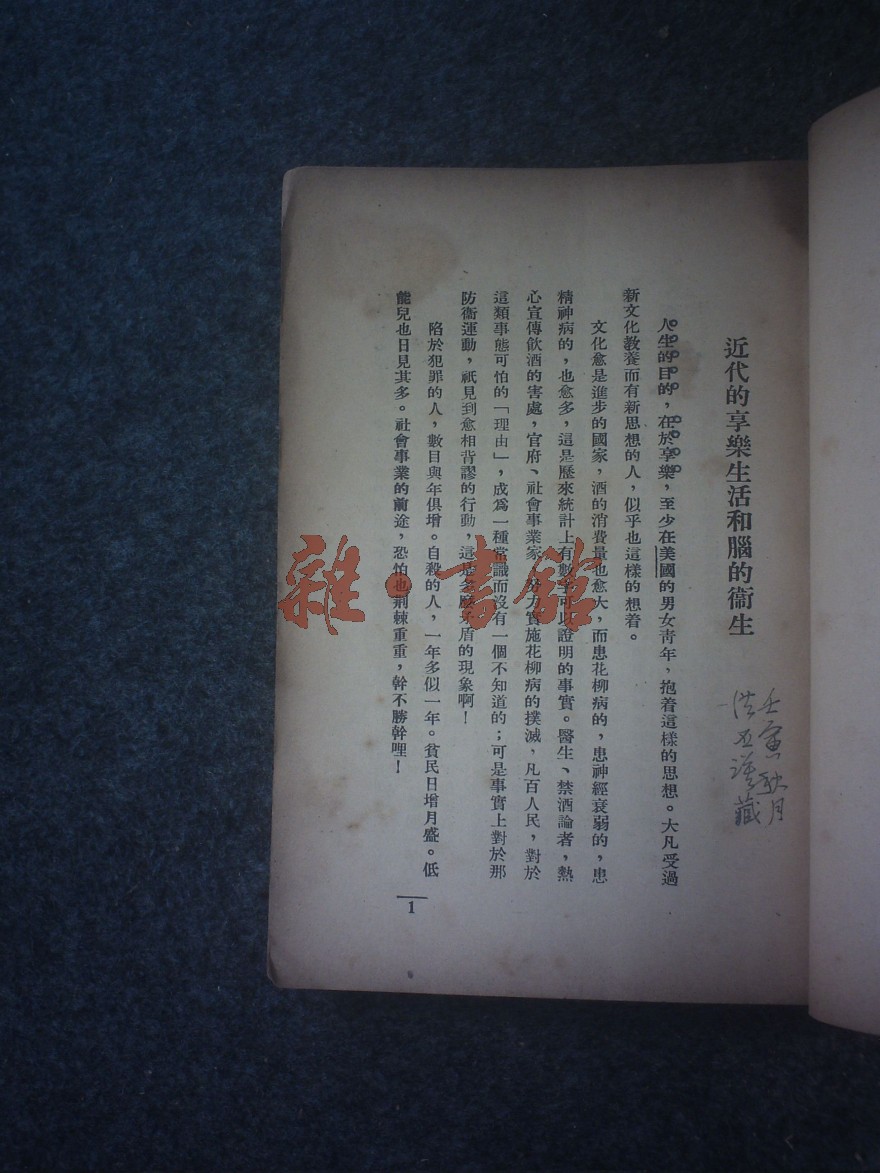 近代的享樂生活和腦的衞生
人生的目的，在於享樂，至少在美國的男女靑年，抱着這樣的思想。大凡受過
新文化教養而有新思想的人，似乎也這樣的想着。
文化愈是進步的國家，酒的消費量也愈大，而患花柳病的，患神經衰弱的，患
精神病的，也愈多，這是歷來統計上有數字可以證明的事實。醫生、禁酒論者，熱
心宣傳飲酒的害處，官府、社會事業家，努力實施花柳病的撲滅，凡百人民，對於
這類事態可怕的「理由」，成爲一種常識而沒有一個不知道的；可是事實上對於那
防衛運動，祇見到愈相背謬的行動，這是多麽矛盾的現象啊！
陷於犯罪的人，數目與年俱增。自殺的人，一年多似一年。貧民日增月盛。低
能兒也日見其多。社會事業的前途，恐怕也荆棘重重，幹不勝幹哩！
1
壬寅秋月
洪
藏
雜·書館